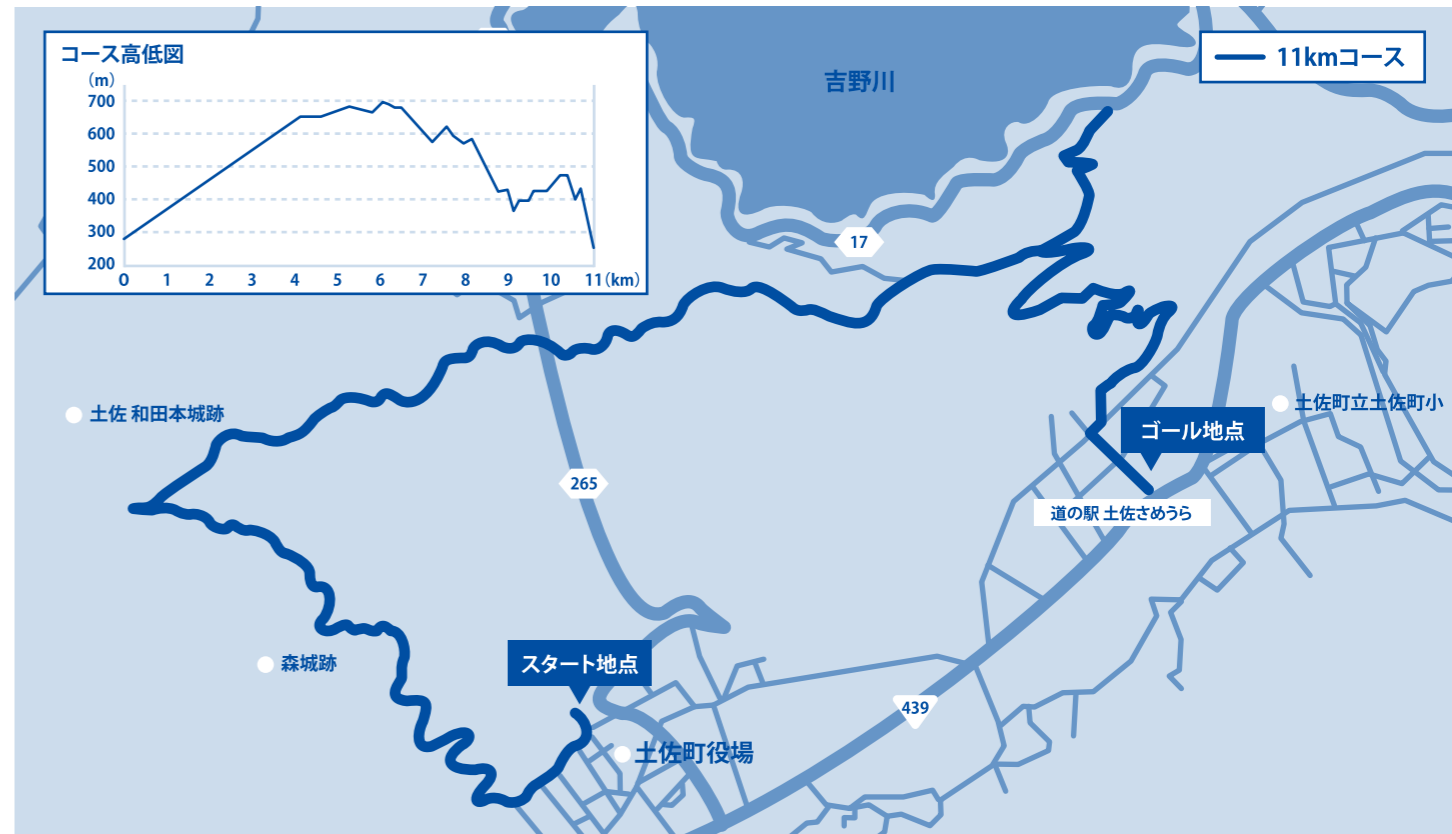 コース高低図
(m)
700
600
500
400
300
200
0 1 2 3 4 5 6 7 8 9 10 11(km)
11kmコース
吉野川
17
土佐 和田本城跡
土佐町立土佐町小
ゴール地点
265
道の駅 土佐さめうら
森城跡
スタート地点
439
土佐町役場